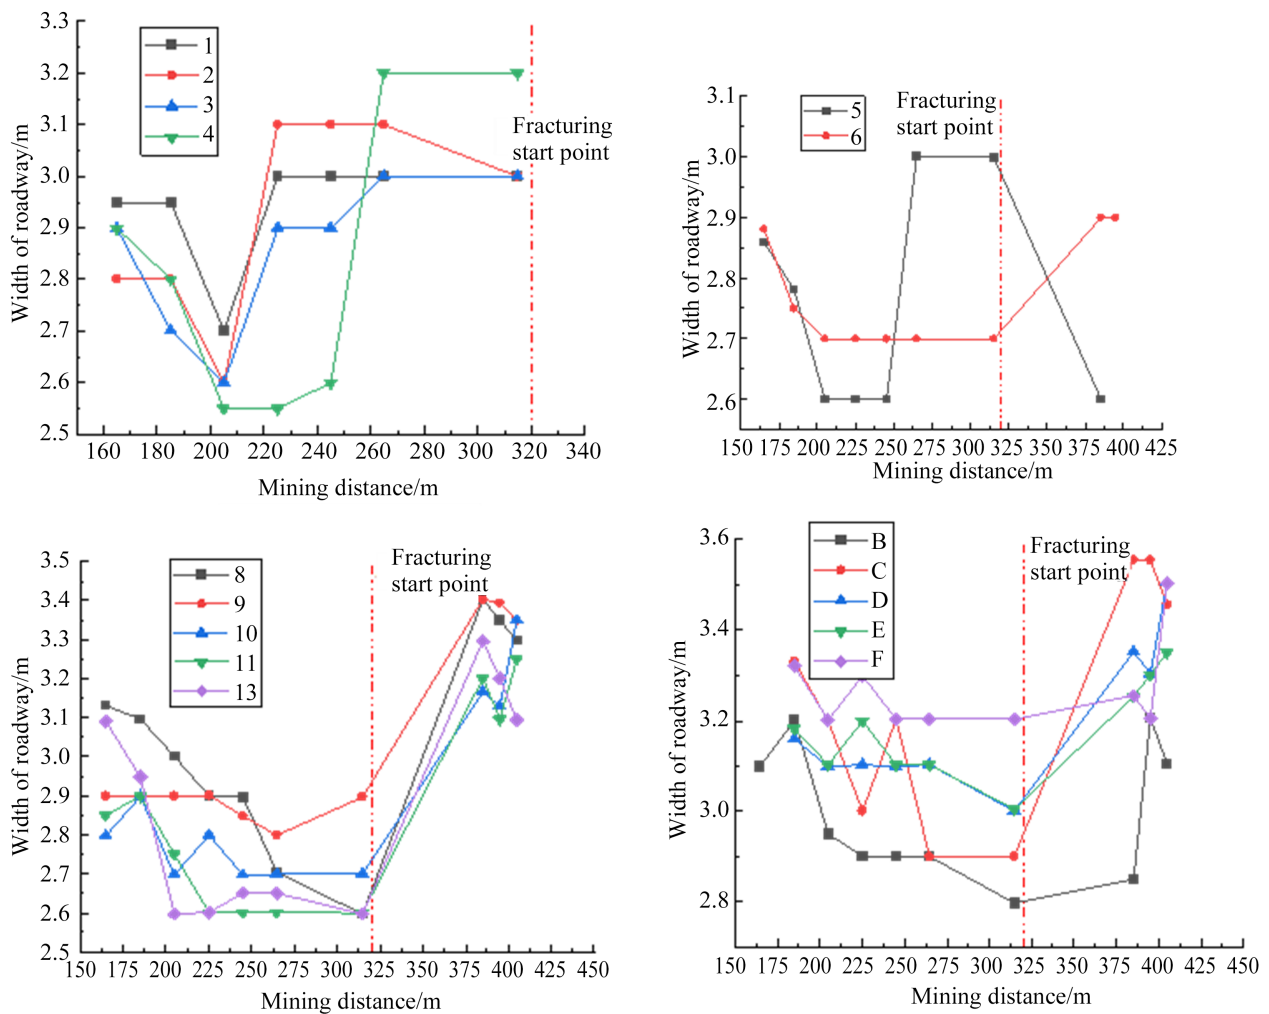 3.3
3.2
3.1
3.0
2.9
2.8
2.7
2.6
2.5
Width of roadway/m
1
2
3
4
Fracturing
start point
160 180 200 220 240 260 280 300 320 340
Mining distance/m
3.1
3.0
2.9
2.8
2.7
2.6
Width of roadway/m
5
6
Fracturing
start point
150 175 200 225 250 275 300 325 350 375 400 425
Mining distance/m
3.5
3.4
3.3
3.2
3.1
3.0
2.9
2.8
2.7
2.6
2.5
Width of roadway/m
8
9
10
11
13
Fracturing
start point
150 175 200 225 250 275 300 325 350 375 400 425 450
Mining distance/m
3.6
3.4
3.2
3.0
2.8
Width of roadway/m
B
C
D
E
F
Fracturing
start point
150 175 200 225 250 275 300 325 350 375 400 425 450
Mining distance/m